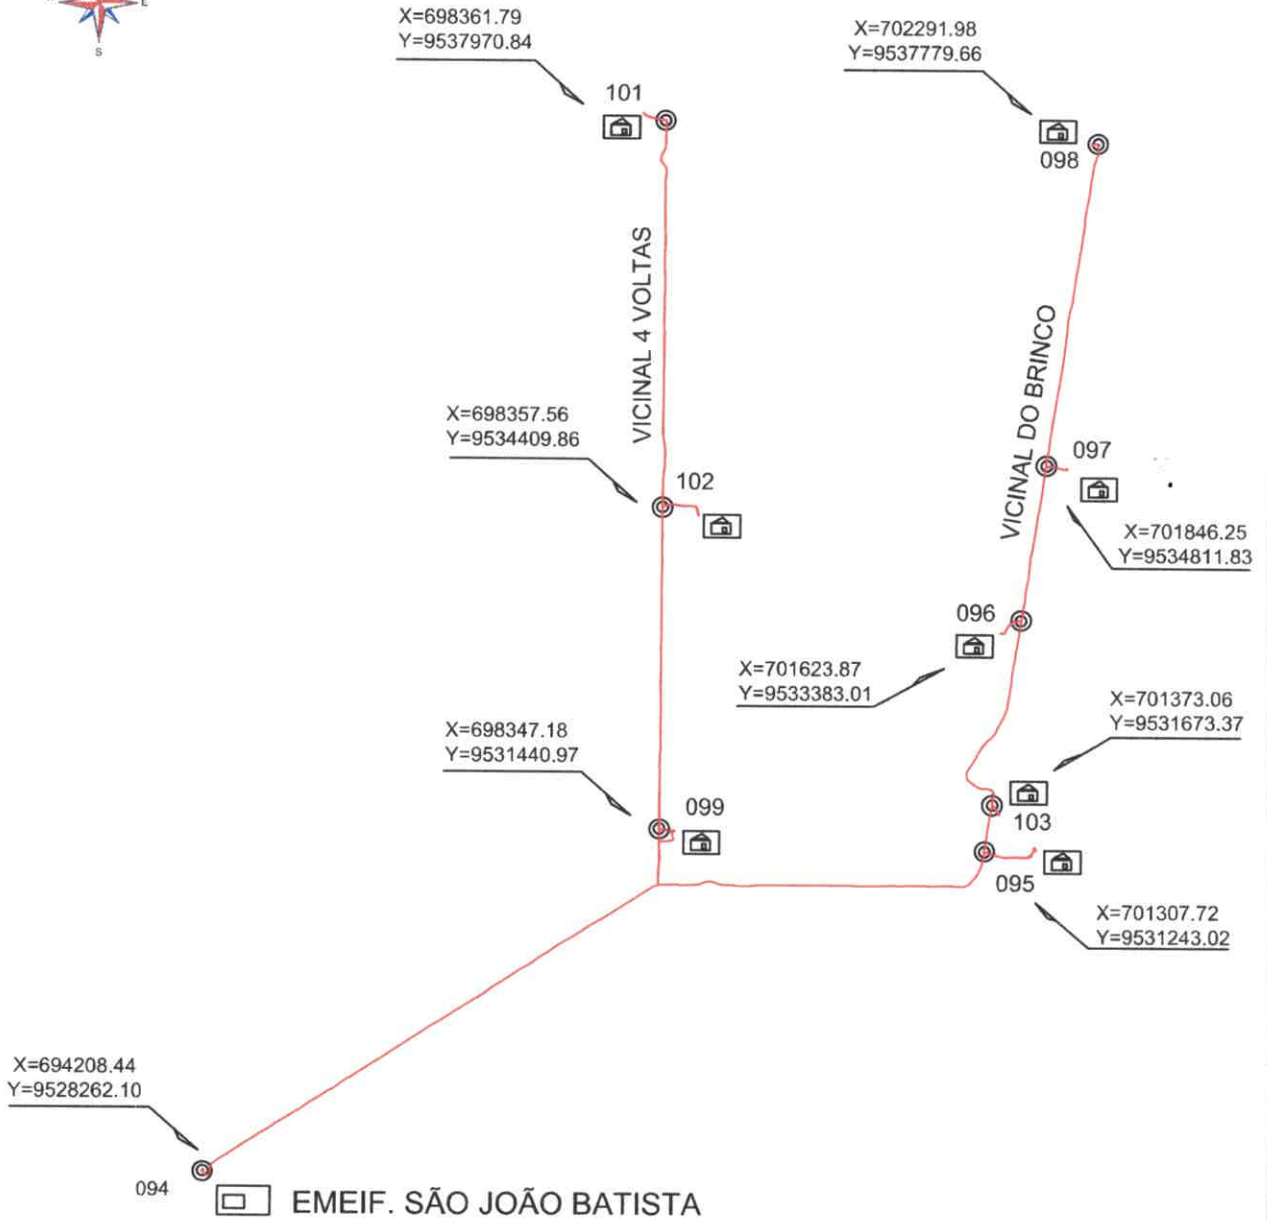 L
S
X=698361.79
Y=9537970.84
X=702291.98
Y=9537779.66
101
098
VICINAL 4 VOLTAS
VICINAL DO BRINCO
X=698357.56
Y=9534409.86
102
097
X=701846.25
Y=9534811.83
096
X=701623.87
Y=9533383.01
X=701373.06
Y=9531673.37
X=698347.18
Y=9531440.97
099
103
095
X=701307.72
Y=9531243.02
X=694208.44
Y=9528262.10
094
EMEIF. SÃO JOÃO BATISTA